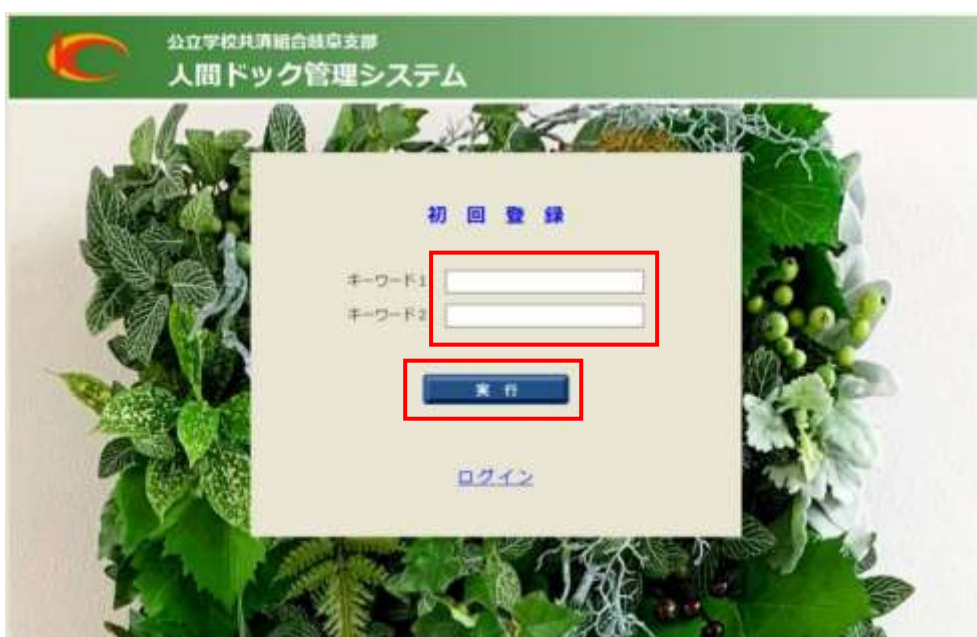 公立学校共済組合岐阜支部
人間ドック管理システム
初 回 登 録
キーワード1
キーワード2
実 行
ログイン